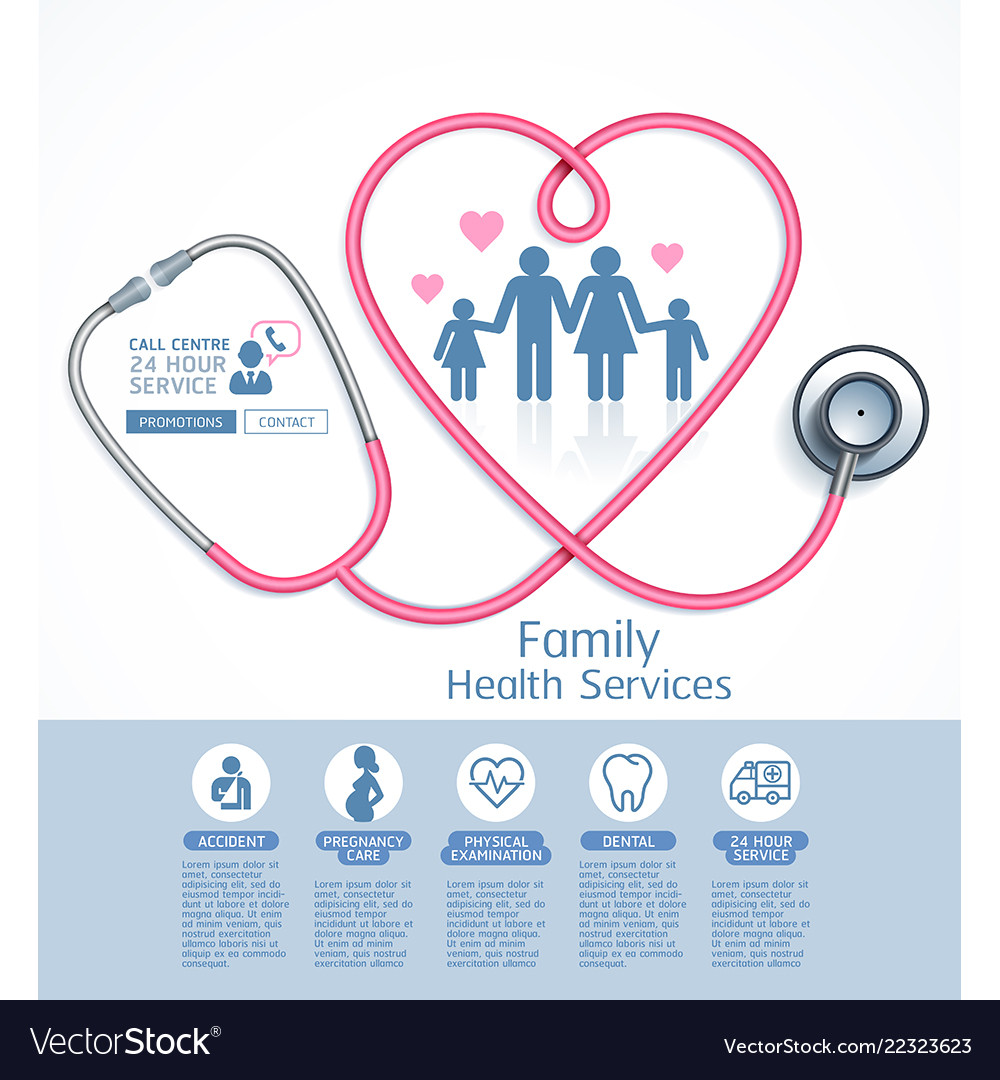 CALL CENTRE
24 HOUR
SERVICE
PROMOTIONS
CONTACT
Family
Health Services
ACCIDENT
Lorem ipsum dolor sit
amet, consectetur
adipisicing elit, sed do
eiusmod tempor incidi-
dunt ut labore et dolore
magna aliqua. Ut enim
ad minim veniam, quis
nostrud exercitation
ullamco laboris nisi ut
aliquip ex ea commodo
consequat.
PREGNANCY
CARE
Lorem ipsum dolor sit
amet, consectetur
adipisicing elit, sed do
eiusmod tempor
incididunt ut labore et
dolore magna aliqua.
Ut enim ad minim
veniam, quis nostrud
exercitation ullamco
PHYSICAL
EXAMINATION
Lorem ipsum dolor sit
amet, consectetur
adipisicing elit, sed do
eiusmod tempor
incididunt ut labore et
dolore magna aliqua.
Ut enim ad minim
veniam, quis nostrud
exercitation ullamco
DENTAL
Lorem ipsum dolor sit
amet, consectetur
adipisicing elit, sed do
eiusmod tempor
incididunt ut labore et
dolore magna aliqua.
Ut enim ad minim
veniam, quis nostrud
exercitation ullamco
laboris nisi ut aliquip ex
consequat.
24 HOUR
SERVICE
Lorem ipsum dolor sit
amet, consectetur
adipisicing elit, sed do
eiusmod tempor
incididunt ut labore et
dolore magna aliqua.
Ut enim ad minim
veniam, quis nostrud
exercitation ullamco
VectorStock®
VectorStock.com/22323623